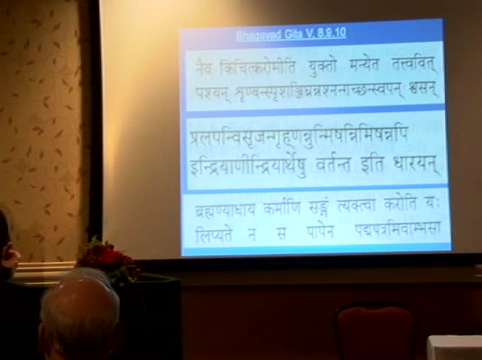 Bhagavad Gita V, 8,9,10
नैव किंचित्करोमीति युक्तो मन्येत तत्त्ववित्
पश्यन् श्रृण्वन्स्पृशञ्जिघ्रन्नश्नन्गच्छन्स्वपन् श्वसन्
प्रलपन्विसृजन्गृह्णन्नुन्मिषन्निमिषन्नपि
इन्द्रियाणीन्द्रियार्थेषु वर्तन्त इति धारयन्
ब्रह्मण्याधाय कर्माणि सङ्गं त्यक्त्वा करोति यः
लिप्यते न स पापेन पद्मपत्रमिवाम्भसा